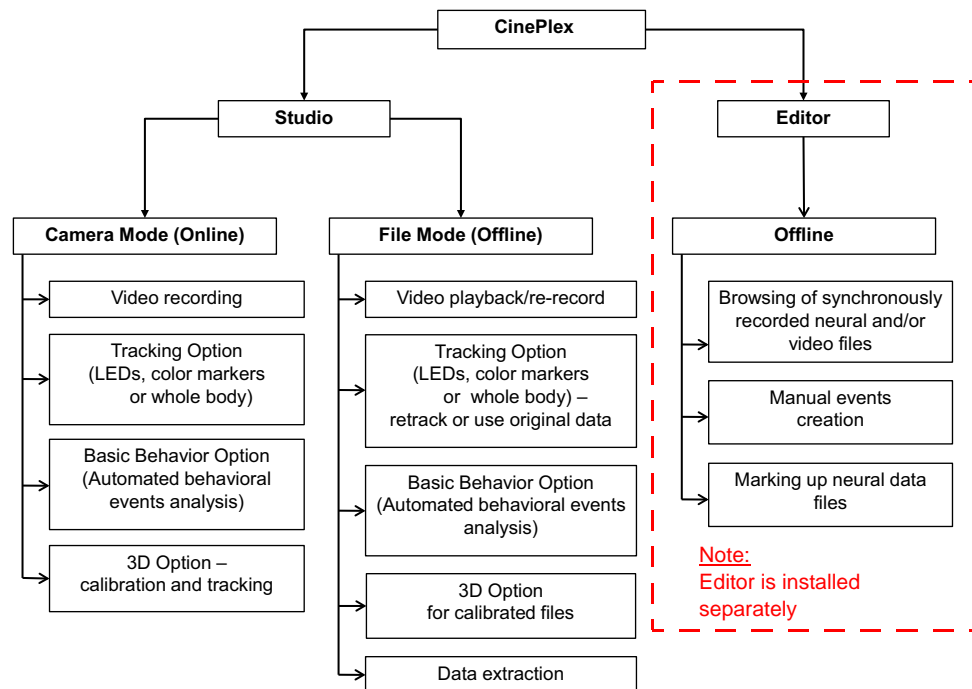 CinePlex
Studio
Editor
Camera Mode (Online)
Video recording
Tracking Option
(LEDs, color markers
or whole body)
Basic Behavior Option
(Automated behavioral
events analysis)
3D Option –
calibration and tracking
File Mode (Offline)
Video playback/re-record
Tracking Option
(LEDs, color markers
or whole body) –
retrack or use original data
Basic Behavior Option
(Automated behavioral events
analysis)
3D Option
for calibrated files
Data extraction
Offline
Browsing of synchronously
recorded neural and/or
video files
Manual events
creation
Marking up neural data
files
Note:
Editor is installed
separately